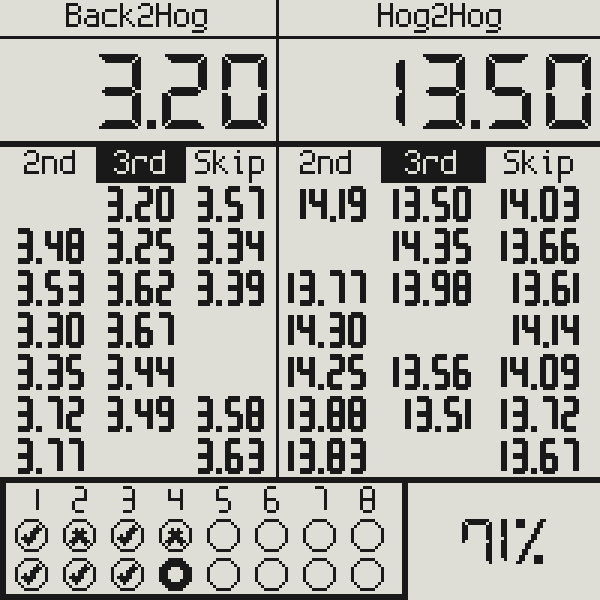 Back2Hog Hog2Hog
3.20 13.50
2nd 3rd Skip 2nd 3rd Skip
3.20 3.57 14.19 13.50 14.03
3.48 3.25 3.34 14.35 13.66
3.53 3.62 3.39 13.77 13.98 13.61
3.30 3.67 14.30 14.14
3.35 3.44 14.25 13.56 14.09
3.72 3.49 3.58 13.88 13.51 13.72
3.77 3.63 13.83 13.67
1 2 3 4 5 6 7 8
71%